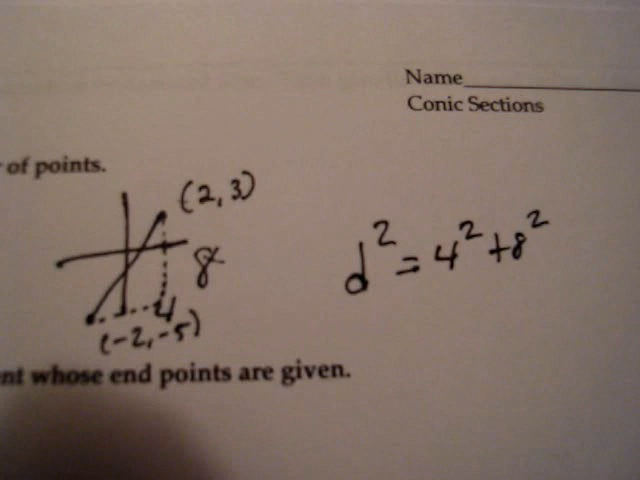 Name
Conic Sections
of points.
(2, 3)
8
d² = 4² + 8²
4
(-2, -5)
nt whose end points are given.